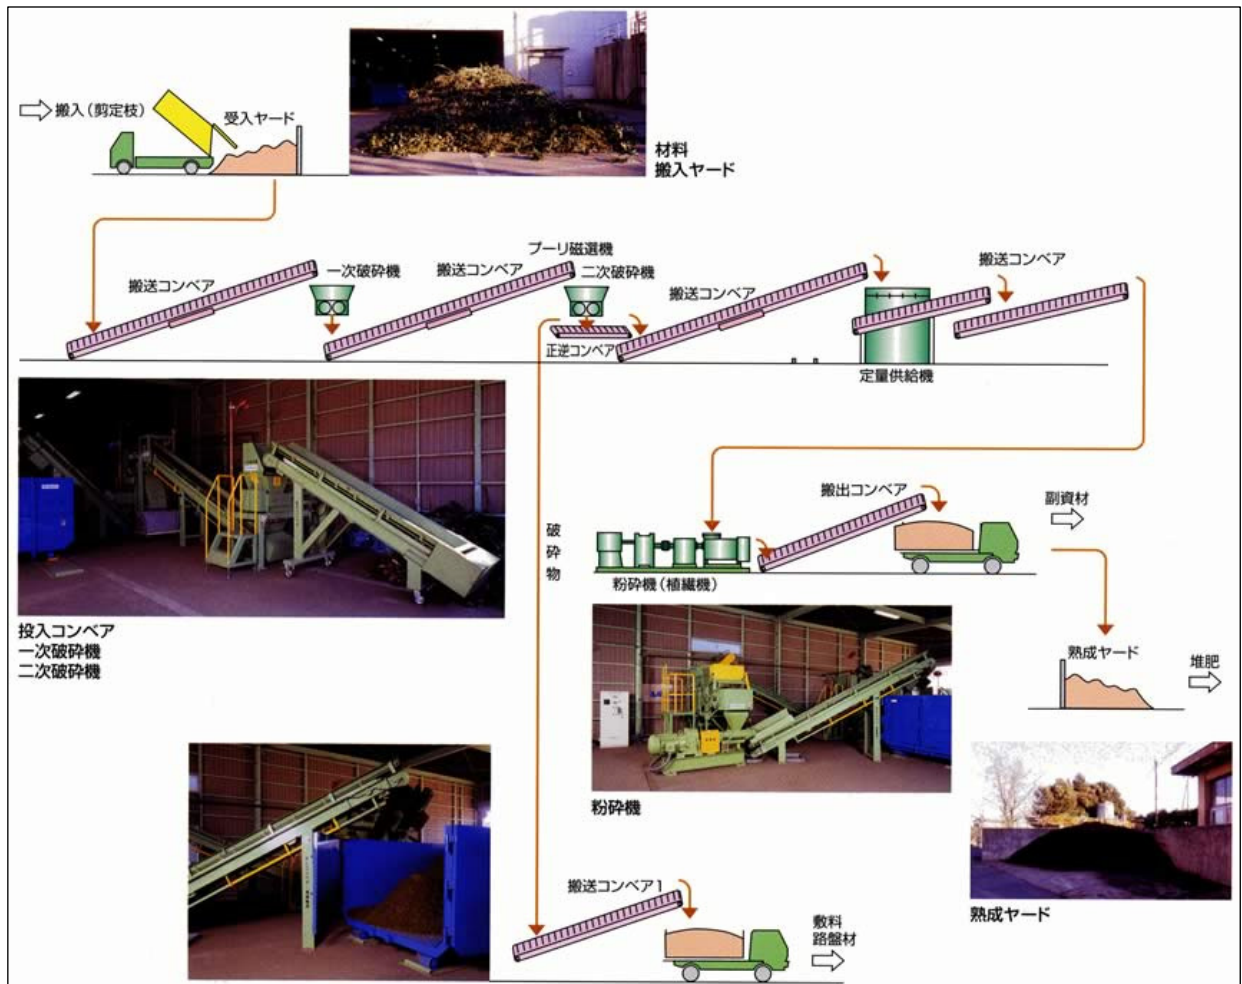 搬入（剪定枝）
受入ヤード
材料
搬入ヤード
搬送コンベア
一次破砕機
搬送コンベア
プーリ磁選機
二次破砕機
正逆コンベア
搬送コンベア
定量供給機
搬送コンベア
投入コンベア
一次破砕機
二次破砕機
破砕物
粉砕機（植繊機）
搬出コンベア
副資材
熟成ヤード
堆肥
粉砕機
熟成ヤード
搬送コンベア1
敷料
路盤材